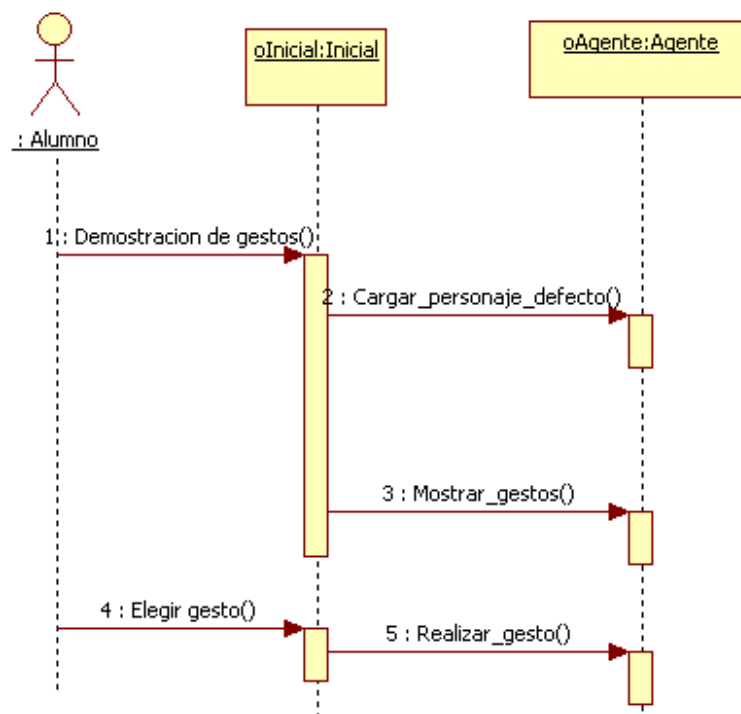 oInicial:Inicial
oAgente:Agente
: Alumno
1 : Demostracion de gestos()
2 : Cargar_personaje_defecto()
3 : Mostrar_gestos()
4 : Elegir gesto()
5 : Realizar_gesto()